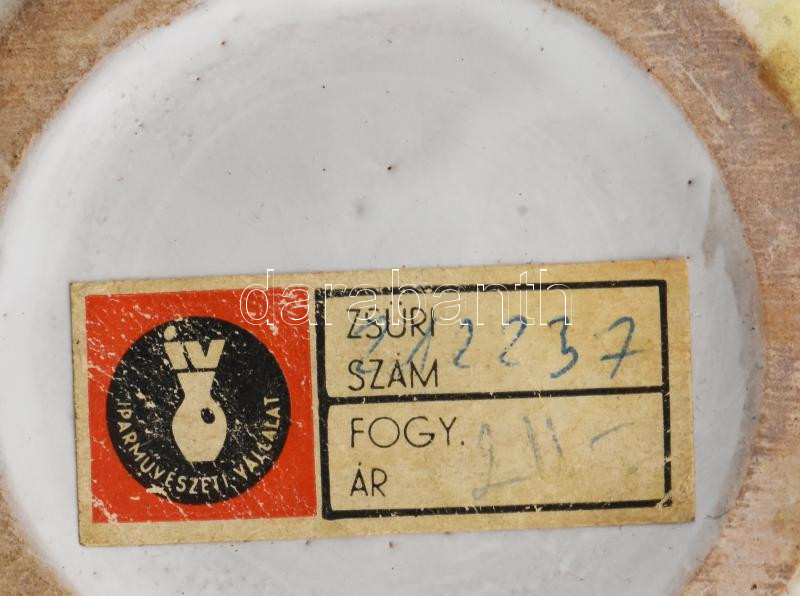 iv
IPARMŰVÉSZETI VÁLLALAT
ZSŰRI
SZÁM
FOGY.
ÁR
darabanth